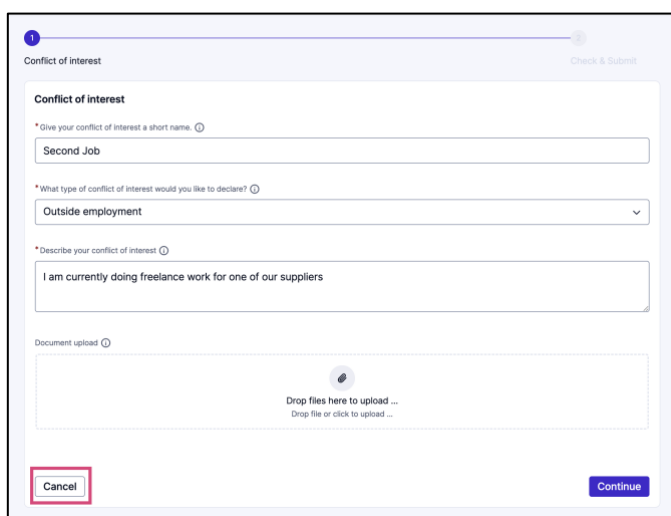 1
2
Conflict of interest
Check & Submit
Conflict of interest
* Give your conflict of interest a short name.
Second Job
* What type of conflict of interest would you like to declare?
Outside employment
* Describe your conflict of interest
I am currently doing freelance work for one of our suppliers
Document upload
Drop files here to upload ...
Drop file or click to upload ...
Cancel
Continue